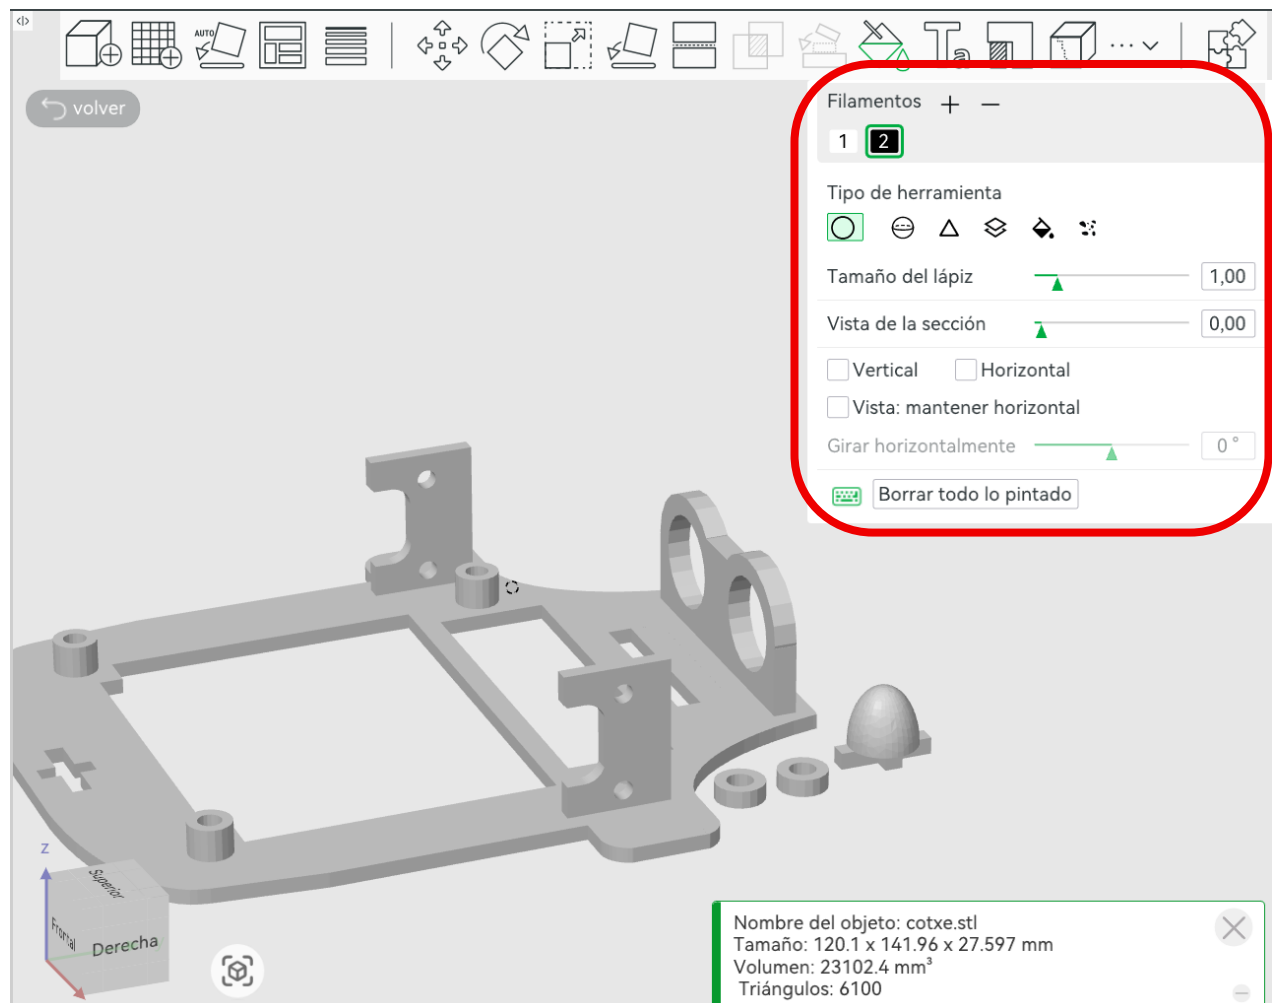 AUTO
volver
Filamentos
1 2
Tipo de herramienta
Tamaño del lápiz 1,00
Vista de la sección 0,00
Vertical Horizontal
Vista: mantener horizontal
Girar horizontalmente 0 °
Borrar todo lo pintado
Z
Superior
Frontal
Derecha
Nombre del objeto: cotxe.stl
Tamaño: 120.1 x 141.96 x 27.597 mm
Volumen: 23102.4 mm³
Triángulos: 6100